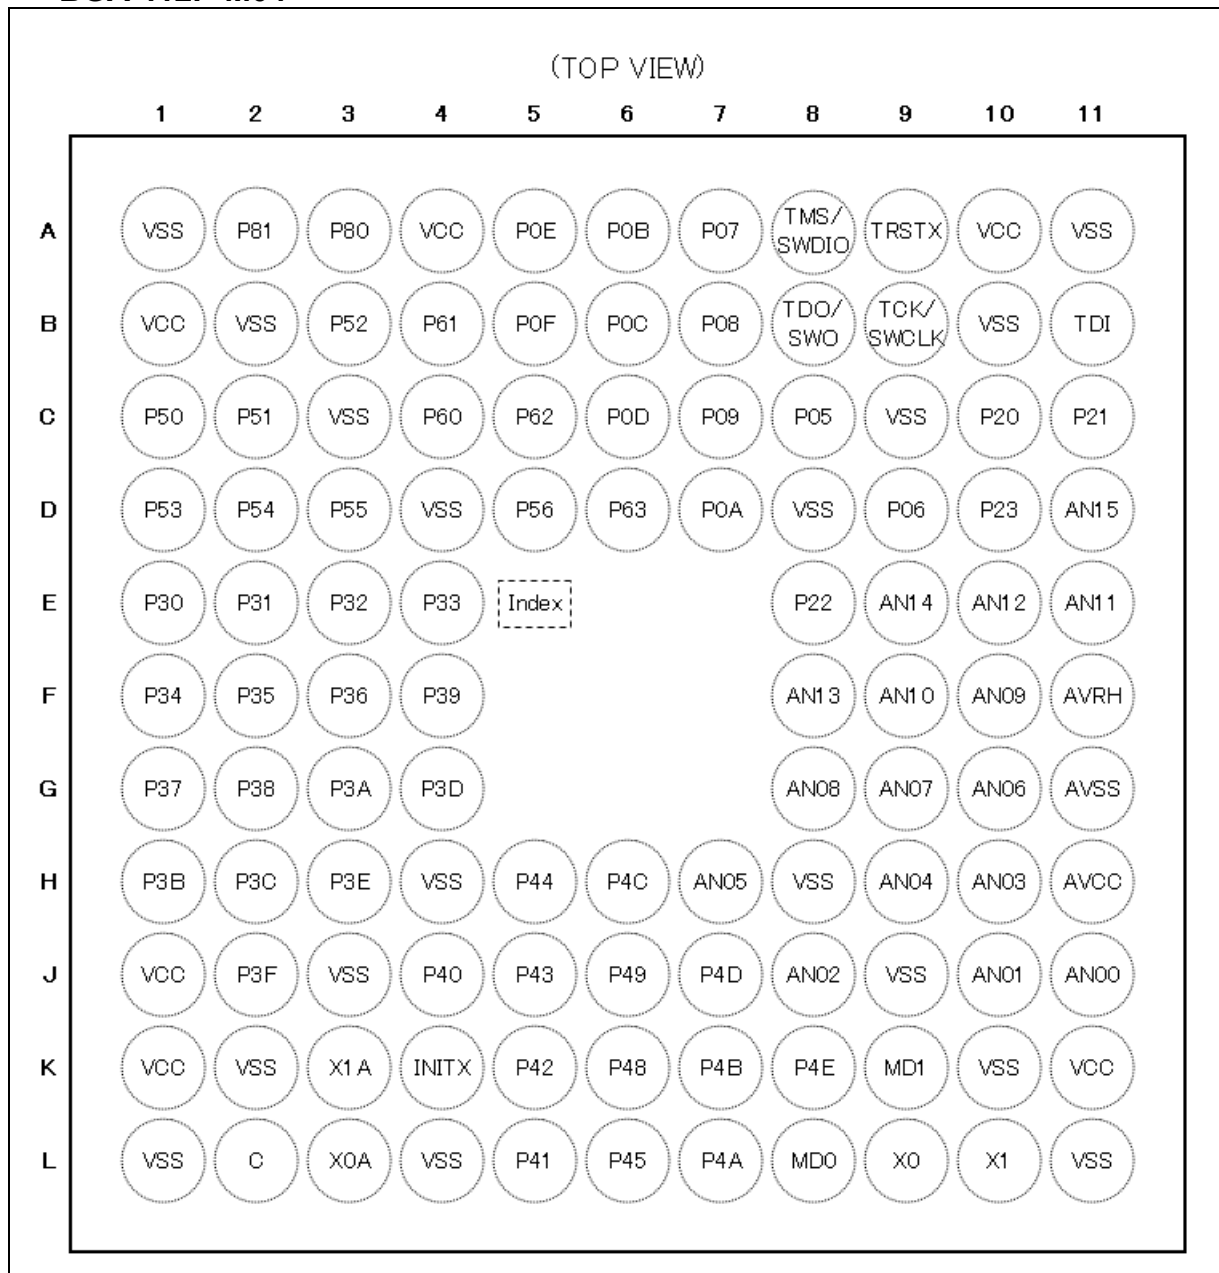 (TOP VIEW)
1 2 3 4 5 6 7 8 9 10 11
A VSS P81 P80 VCC P0E P0B P07 TMS/SWDIO TRSTX VCC VSS
B VCC VSS P52 P61 P0F P0C P08 TDO/SWO TCK/SWCLK VSS TDI
C P50 P51 VSS P60 P62 P0D P09 P05 VSS P20 P21
D P53 P54 P55 VSS P56 P63 P0A VSS P06 P23 AN15
E P30 P31 P32 P33 Index P22 AN14 AN12 AN11
F P34 P35 P36 P39 AN13 AN10 AN09 AVRH
G P37 P38 P3A P3D AN08 AN07 AN06 AVSS
H P3B P3C P3E VSS P44 P4C AN05 VSS AN04 AN03 AVCC
J VCC P3F VSS P40 P43 P49 P4D AN02 VSS AN01 AN00
K VCC VSS X1A INITX P42 P48 P4B P4E MD1 VSS VCC
L VSS C X0A VSS P41 P45 P4A MD0 X0 X1 VSS